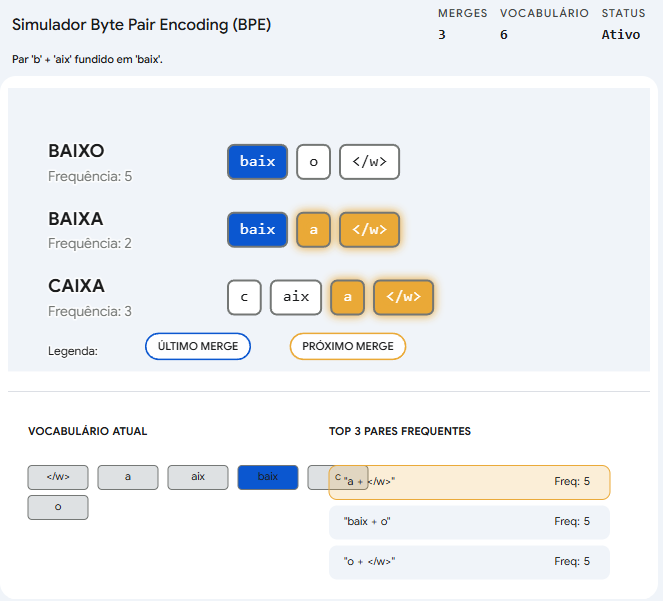 Simulador Byte Pair Encoding (BPE)
MERGES VOCABULÁRIO STATUS
3 6 Ativo
Par 'b' + 'aix' fundido em 'baix'.
BAIXO
Frequência: 5
baix o </w>
BAIXA
Frequência: 2
baix a </w>
CAIXA
Frequência: 3
c aix a </w>
Legenda: ÚLTIMO MERGE PRÓXIMO MERGE
VOCABULÁRIO ATUAL
</w> a aix baix c
o
TOP 3 PARES FREQUENTES
"a + </w>" Freq: 5
"baix + o" Freq: 5
"o + </w>" Freq: 5